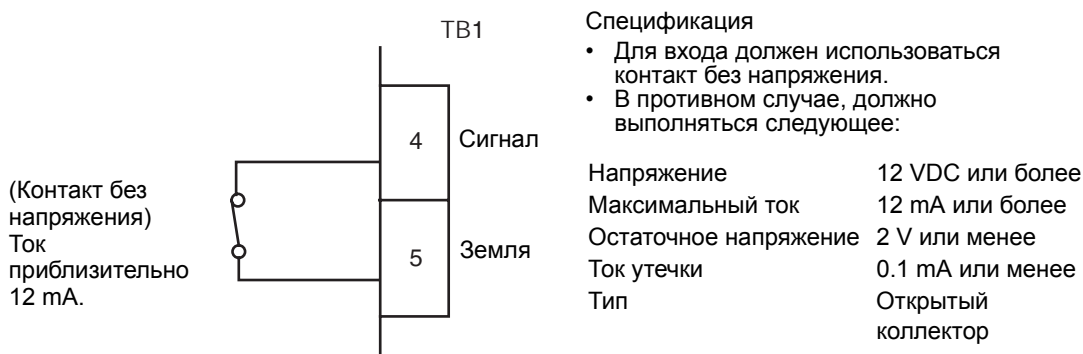 TB1
4 Сигнал
5 Земля
(Контакт без
напряжения)
Ток
приблизительно
12 mA.
Спецификация
• Для входа должен использоваться
контакт без напряжения.
• В противном случае, должно
выполняться следующее:
Напряжение 12 VDC или более
Максимальный ток 12 mA или более
Остаточное напряжение 2 V или менее
Ток утечки 0.1 mA или менее
Тип Открытый
коллектор